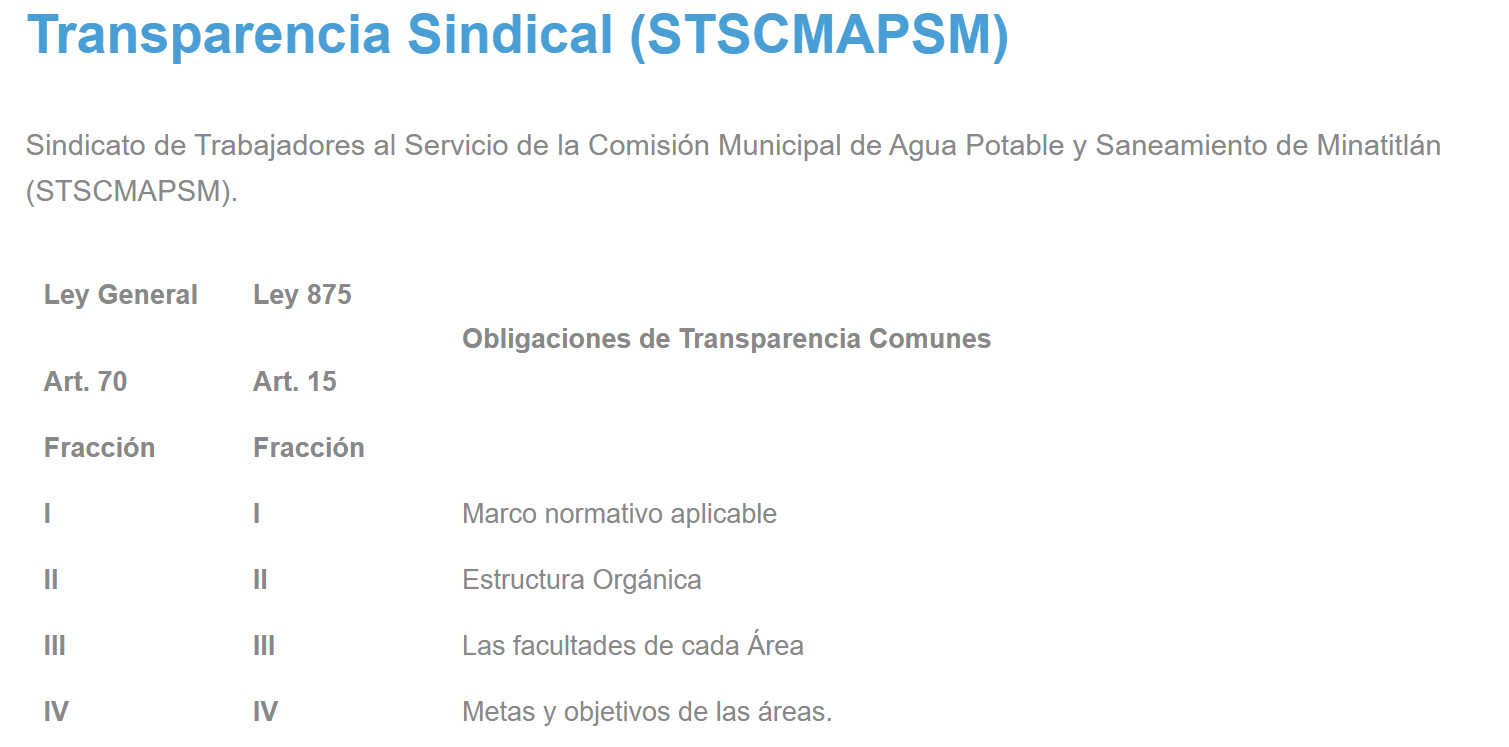 Transparencia Sindical (STSCMAPSM)
Sindicato de Trabajadores al Servicio de la Comisión Municipal de Agua Potable y Saneamiento de Minatitlán
(STSCMAPSM).
Ley General Ley 875
Obligaciones de Transparencia Comunes
Art. 70 Art. 15
Fracción Fracción
I I Marco normativo aplicable
II II Estructura Orgánica
III III Las facultades de cada Área
IV IV Metas y objetivos de las áreas.